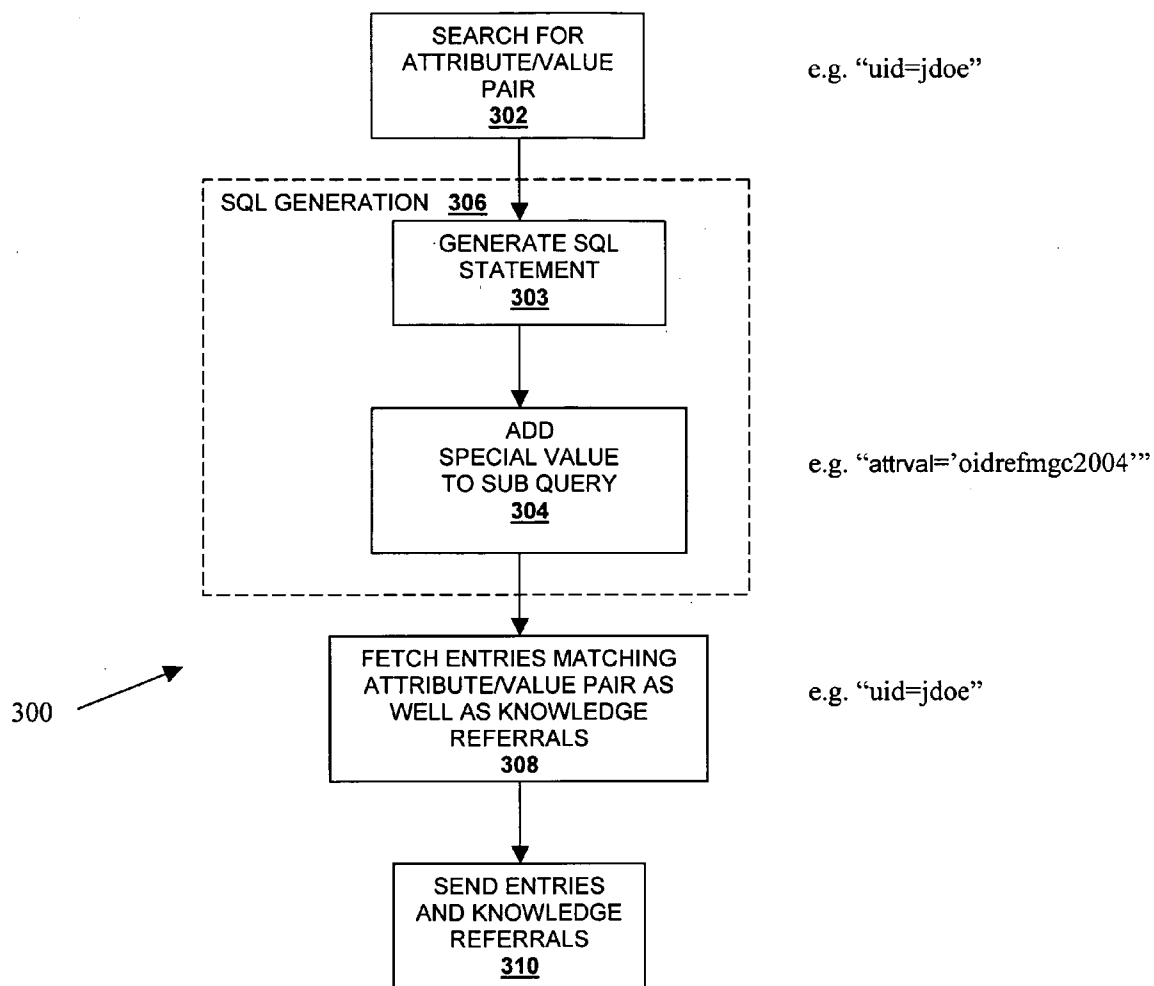 SEARCH FOR
ATTRIBUTE/VALUE
PAIR
302
e.g. “uid=jdoe”
SQL GENERATION 306
GENERATE SQL
STATEMENT
303
ADD
SPECIAL VALUE
TO SUB QUERY
304
e.g. “attrval=’oidrefmgc2004’”
FETCH ENTRIES MATCHING
ATTRIBUTE/VALUE PAIR AS
WELL AS KNOWLEDGE
REFERRALS
308
e.g. “uid=jdoe”
300
SEND ENTRIES
AND KNOWLEDGE
REFERRALS
310